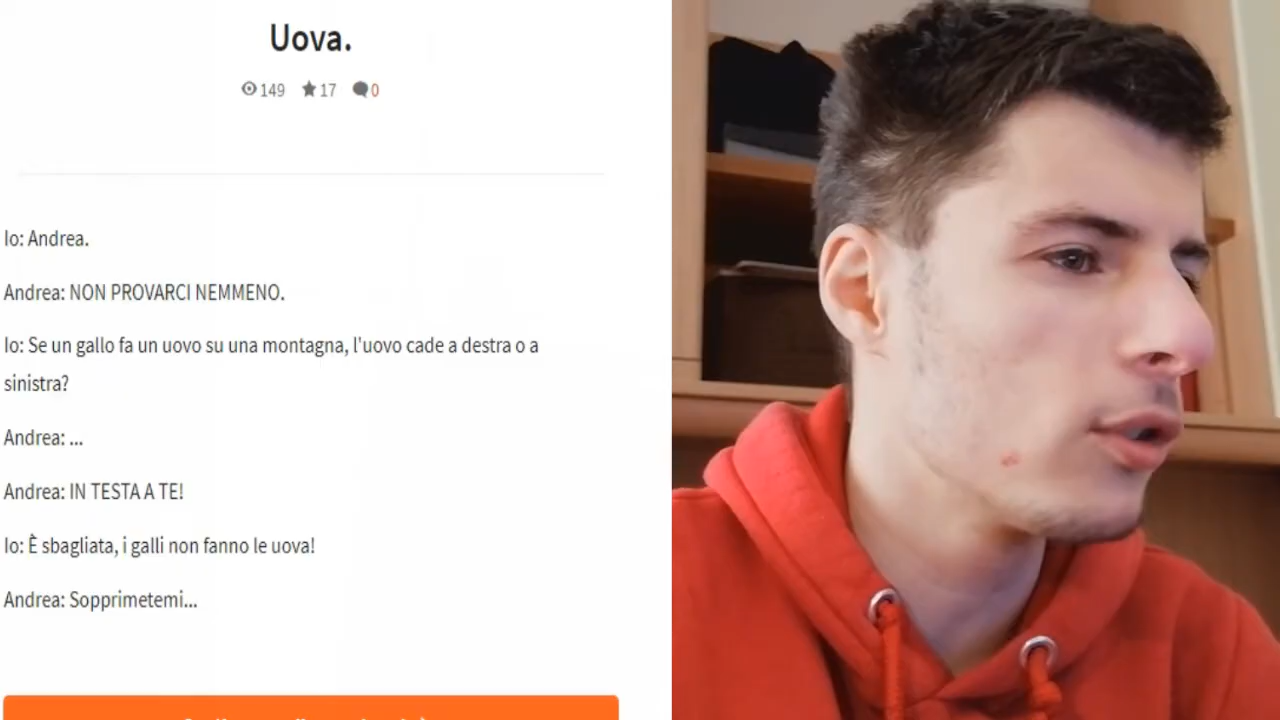 Uova.
149 17 0
Io: Andrea.
Andrea: NON PROVARCI NEMMENO.
Io: Se un gallo fa un uovo su una montagna, l'uovo cade a destra o a
sinistra?
Andrea: ...
Andrea: IN TESTA A TE!
Io: È sbagliata, i galli non fanno le uova!
Andrea: Sopprimetemi...